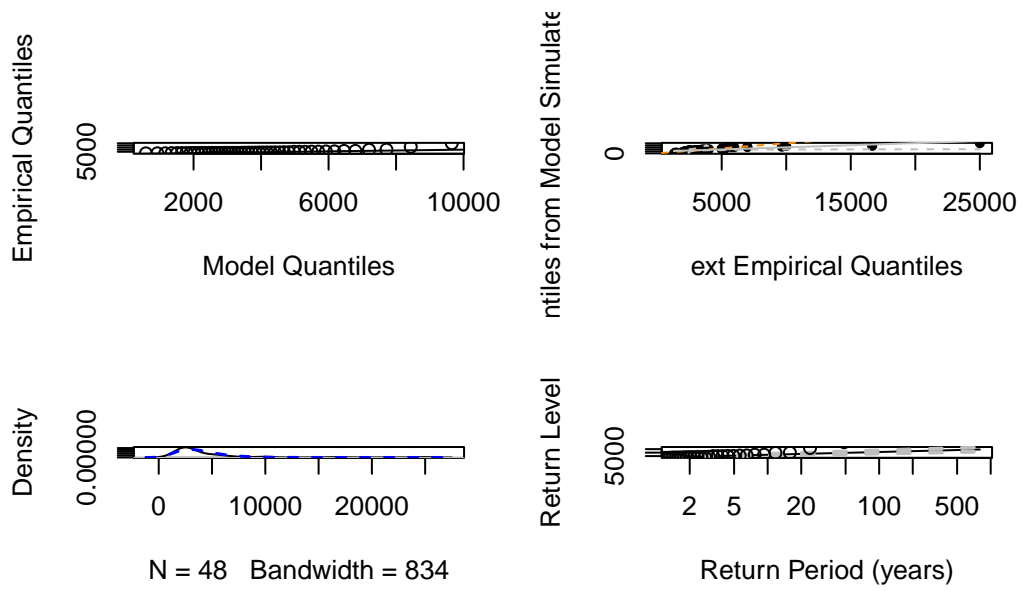 Empirical Quantiles
5000
2000 6000 10000
Model Quantiles
ntiles from Model Simulate
0
5000 15000 25000
ext Empirical Quantiles
Density
0.00000
0 10000 20000
N = 48 Bandwidth = 834
Return Level
5000
2 5 20 100 500
Return Period (years)